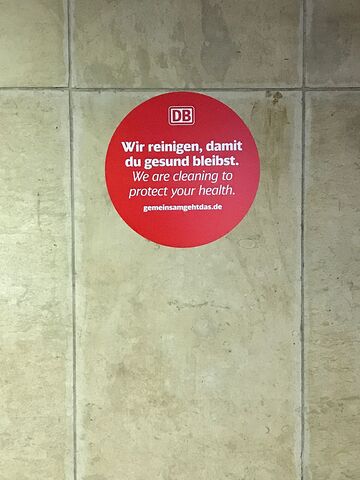 DB
Wir reinigen, damit
du gesund bleibst.
We are cleaning to
protect your health.
gemeinsamgehtdas.de